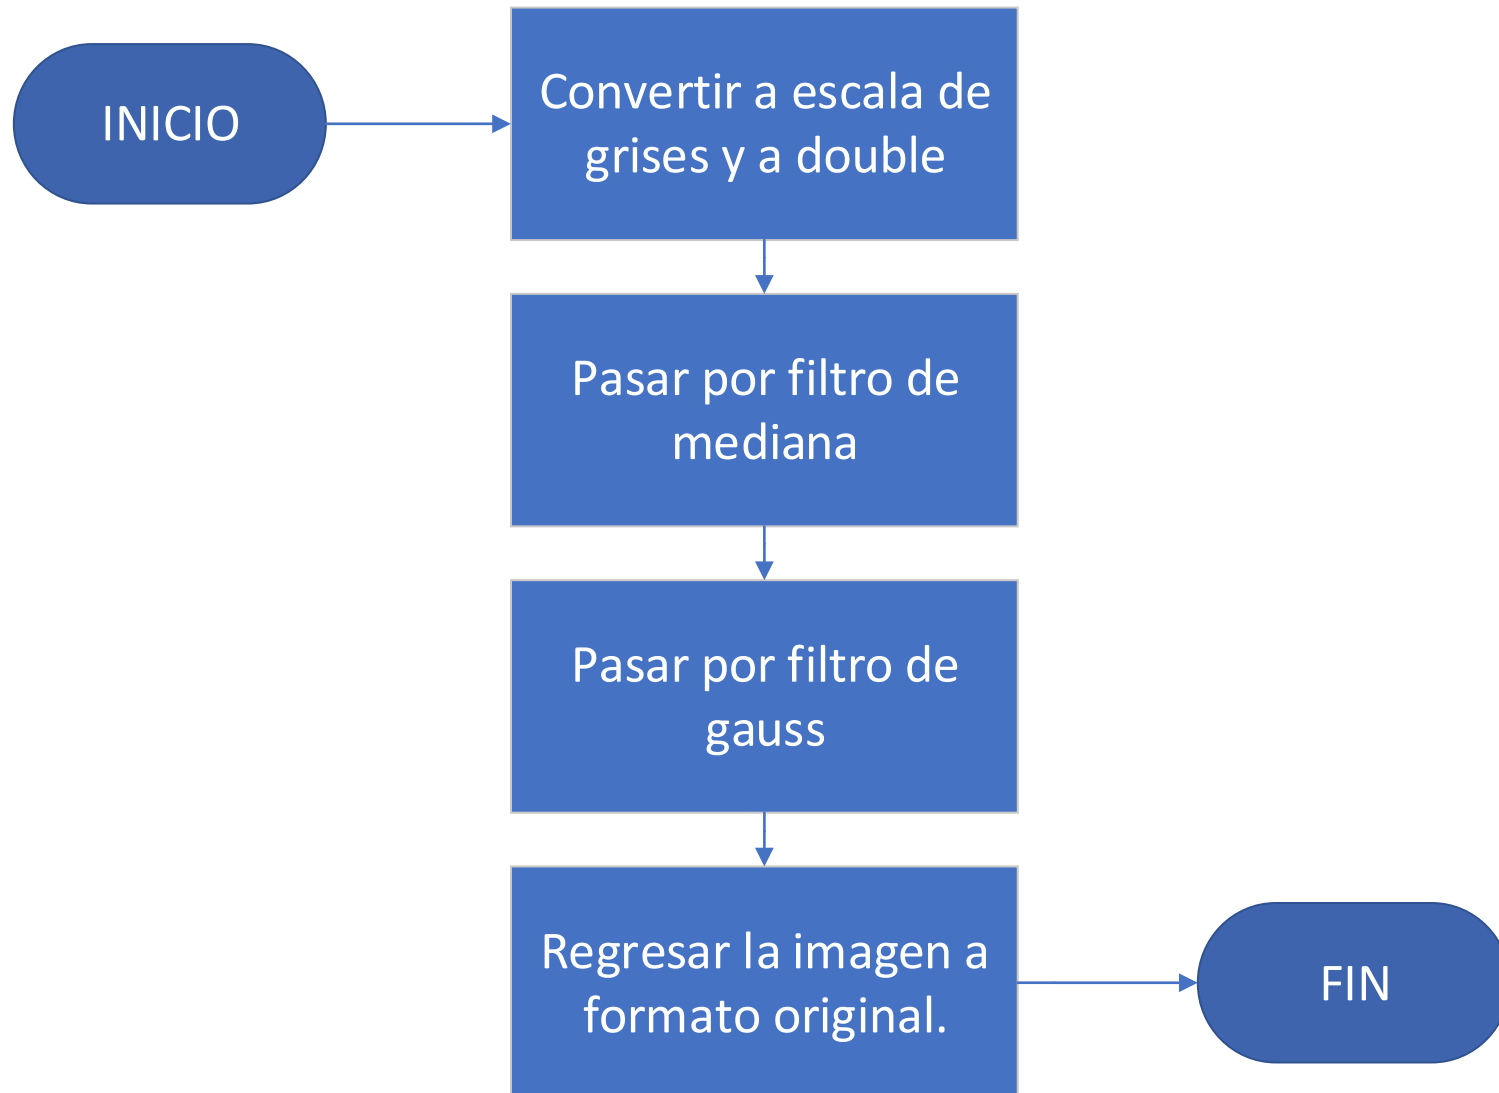 INICIO
Convertir a escala de
grises y a double
Pasar por filtro de
mediana
Pasar por filtro de
gauss
Regresar la imagen a
formato original.
FIN